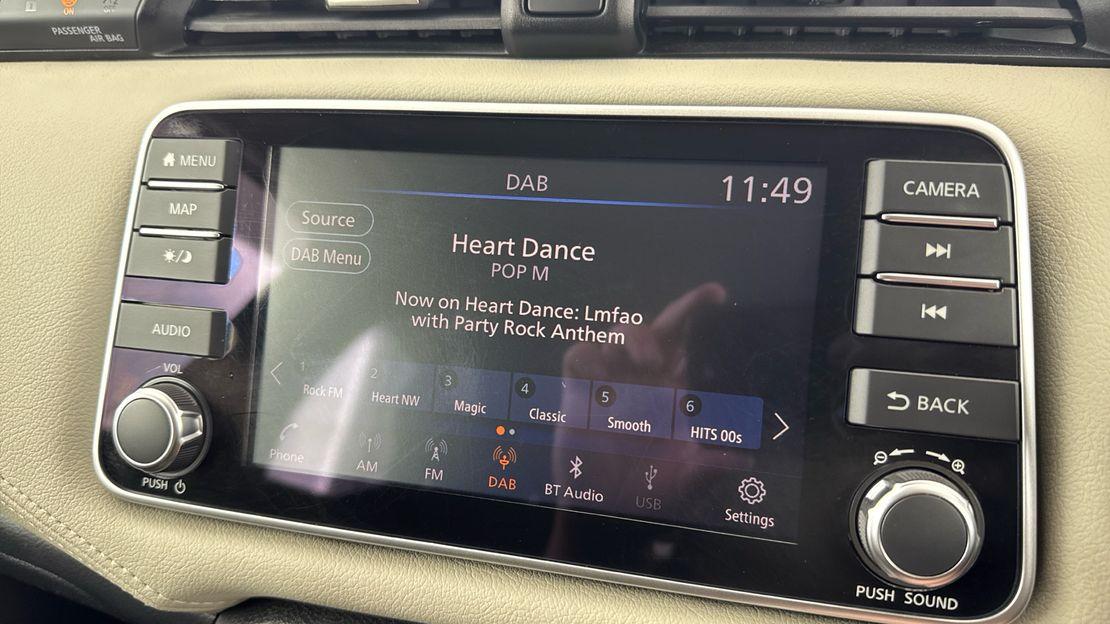 ON
OFF
PASSENGER
AIR BAG
MENU
MAP
AUDIO
VOL
PUSH
DAB
11:49
Source
DAB Menu
Heart Dance
POP M
Now on Heart Dance: Lmfao
with Party Rock Anthem
1
Rock FM
2
Heart NW
3
Magic
4
Classic
5
Smooth
6
HITS 00s
Phone
AM
FM
DAB
BT Audio
USB
Settings
CAMERA
BACK
PUSH SOUND